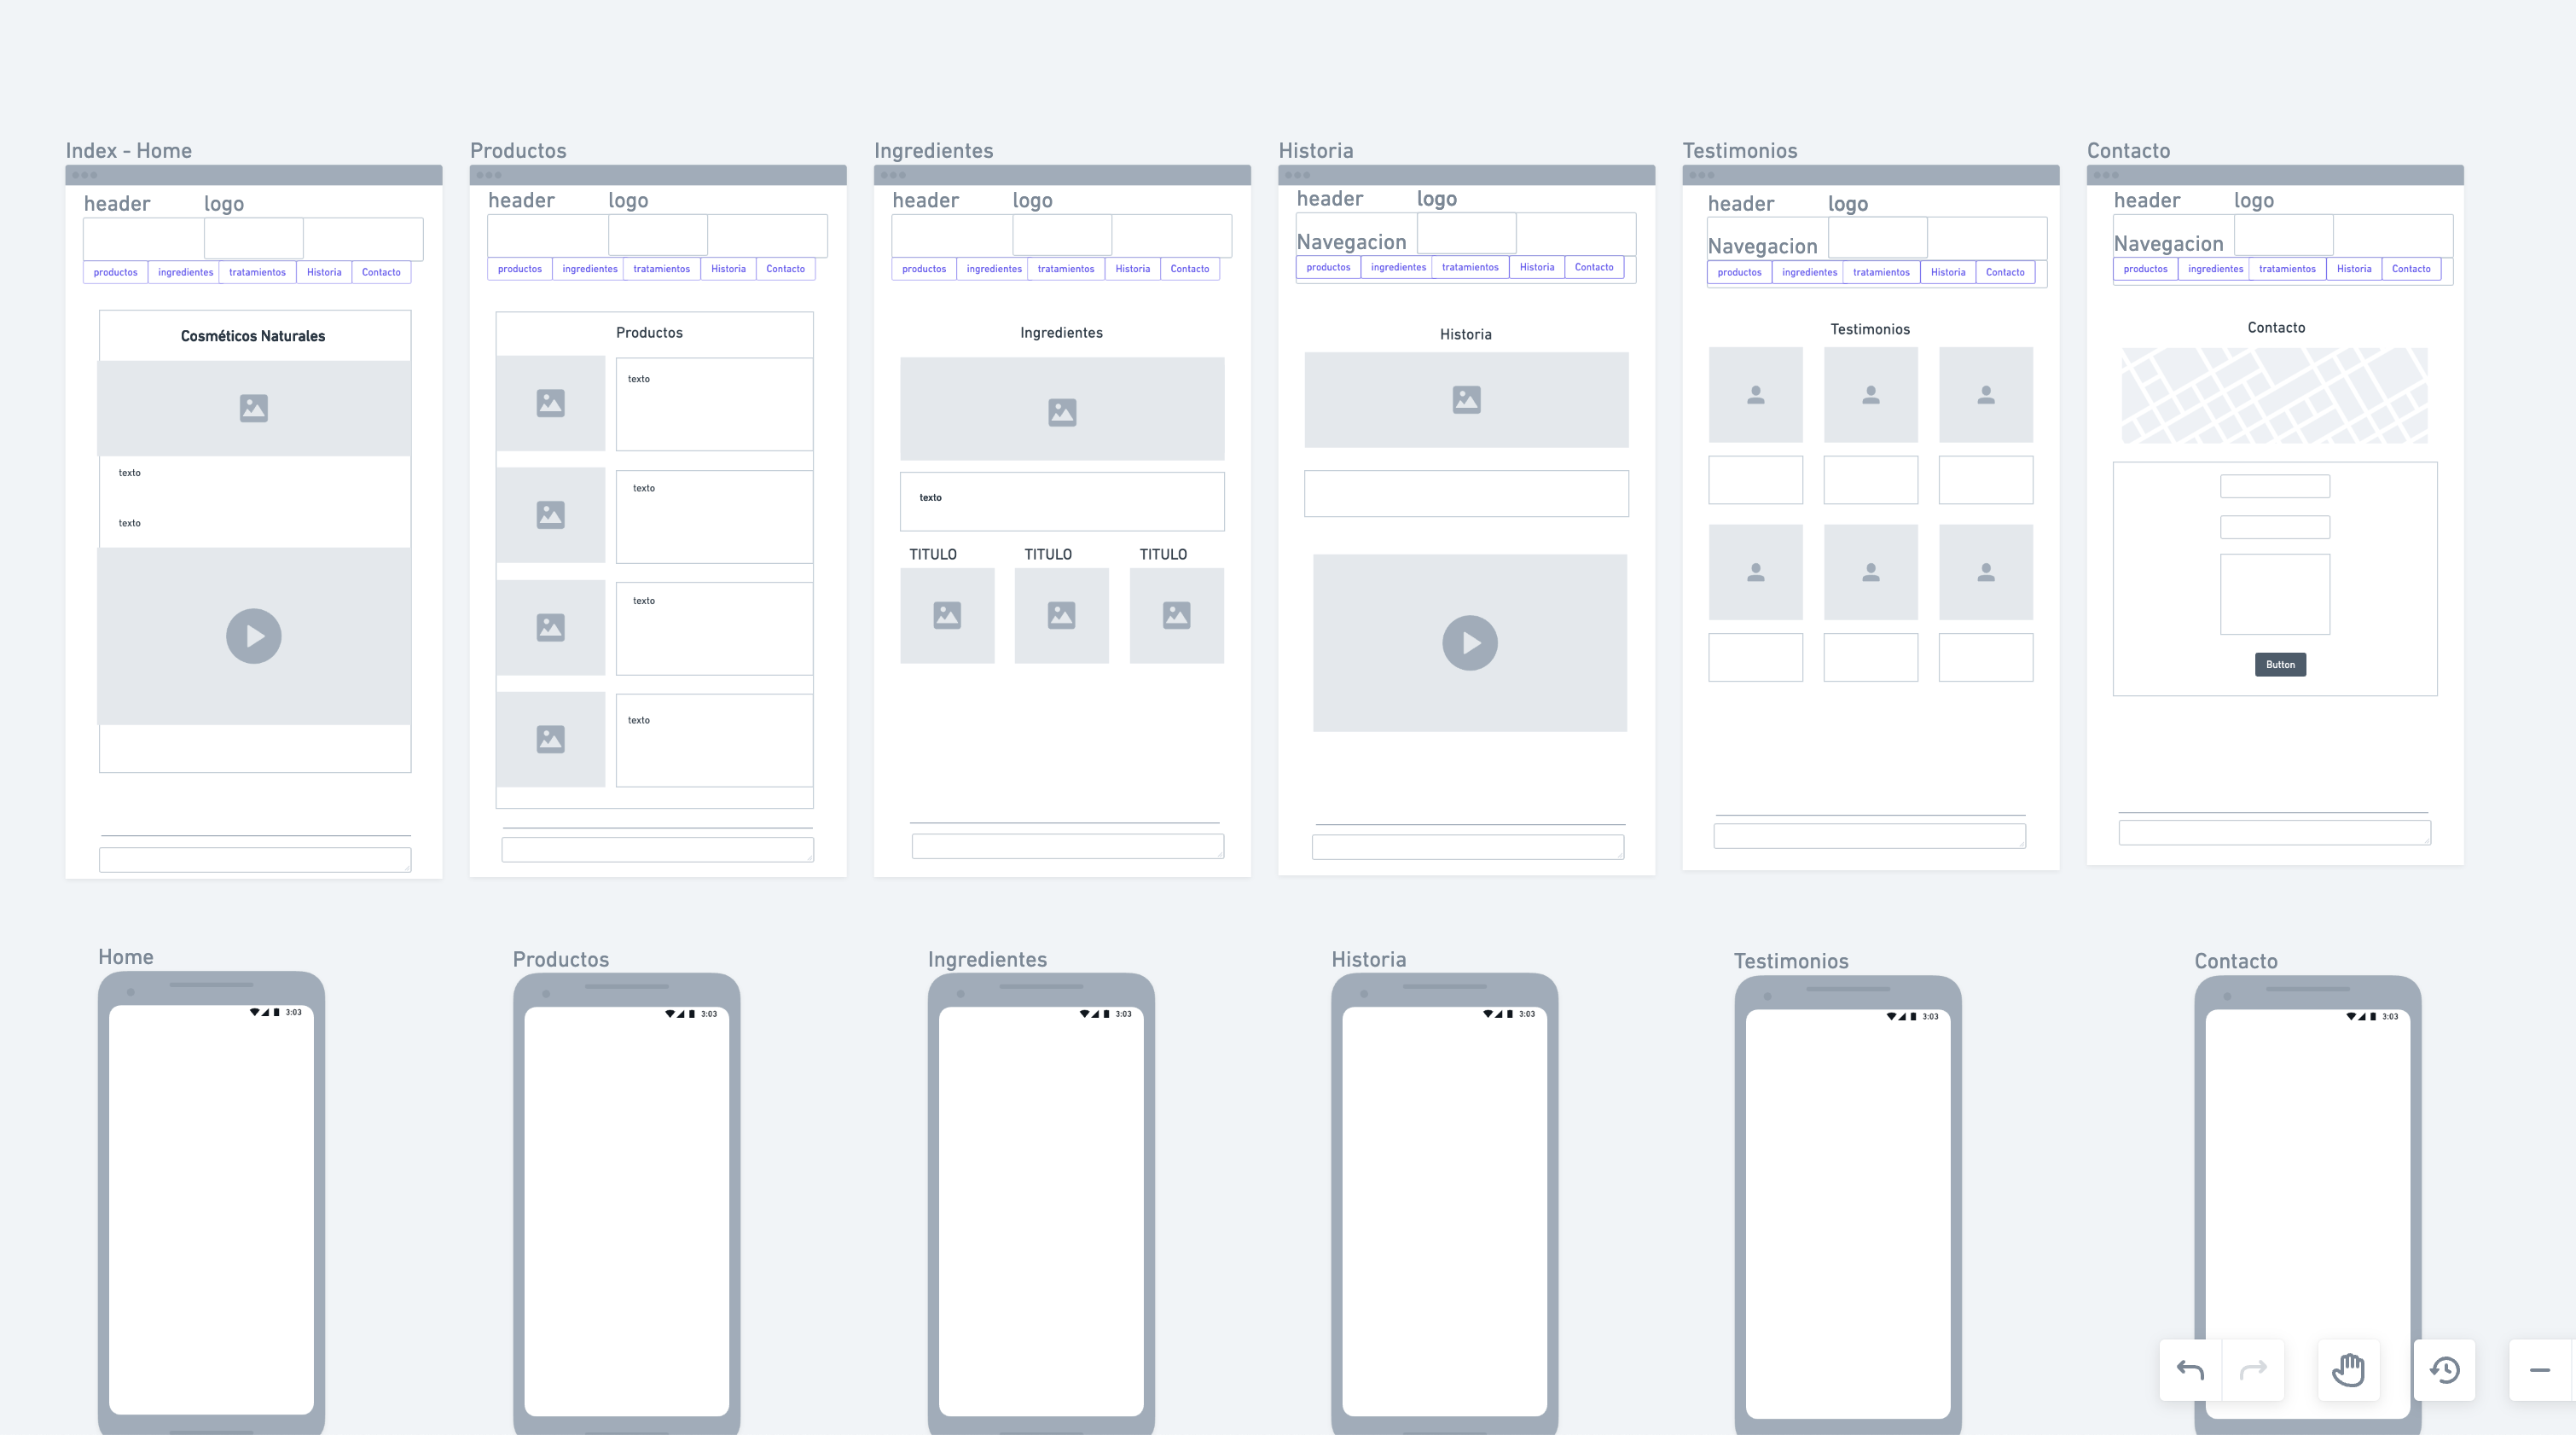 Index - Home
header logo
productos ingredientes tratamientos Historia Contacto
Cosméticos Naturales
texto
texto
Productos
header logo
productos ingredientes tratamientos Historia Contacto
Productos
texto
texto
texto
texto
Ingredientes
header logo
productos ingredientes tratamientos Historia Contacto
Ingredientes
texto
TITULO TITULO TITULO
Historia
header logo
Navegacion
productos ingredientes tratamientos Historia Contacto
Historia
Testimonios
header logo
Navegacion
productos ingredientes tratamientos Historia Contacto
Testimonios
Contacto
header logo
Navegacion
productos ingredientes tratamientos Historia Contacto
Contacto
Button
Home
3:03
Productos
3:03
Ingredientes
3:03
Historia
3:03
Testimonios
3:03
Contacto
3:03